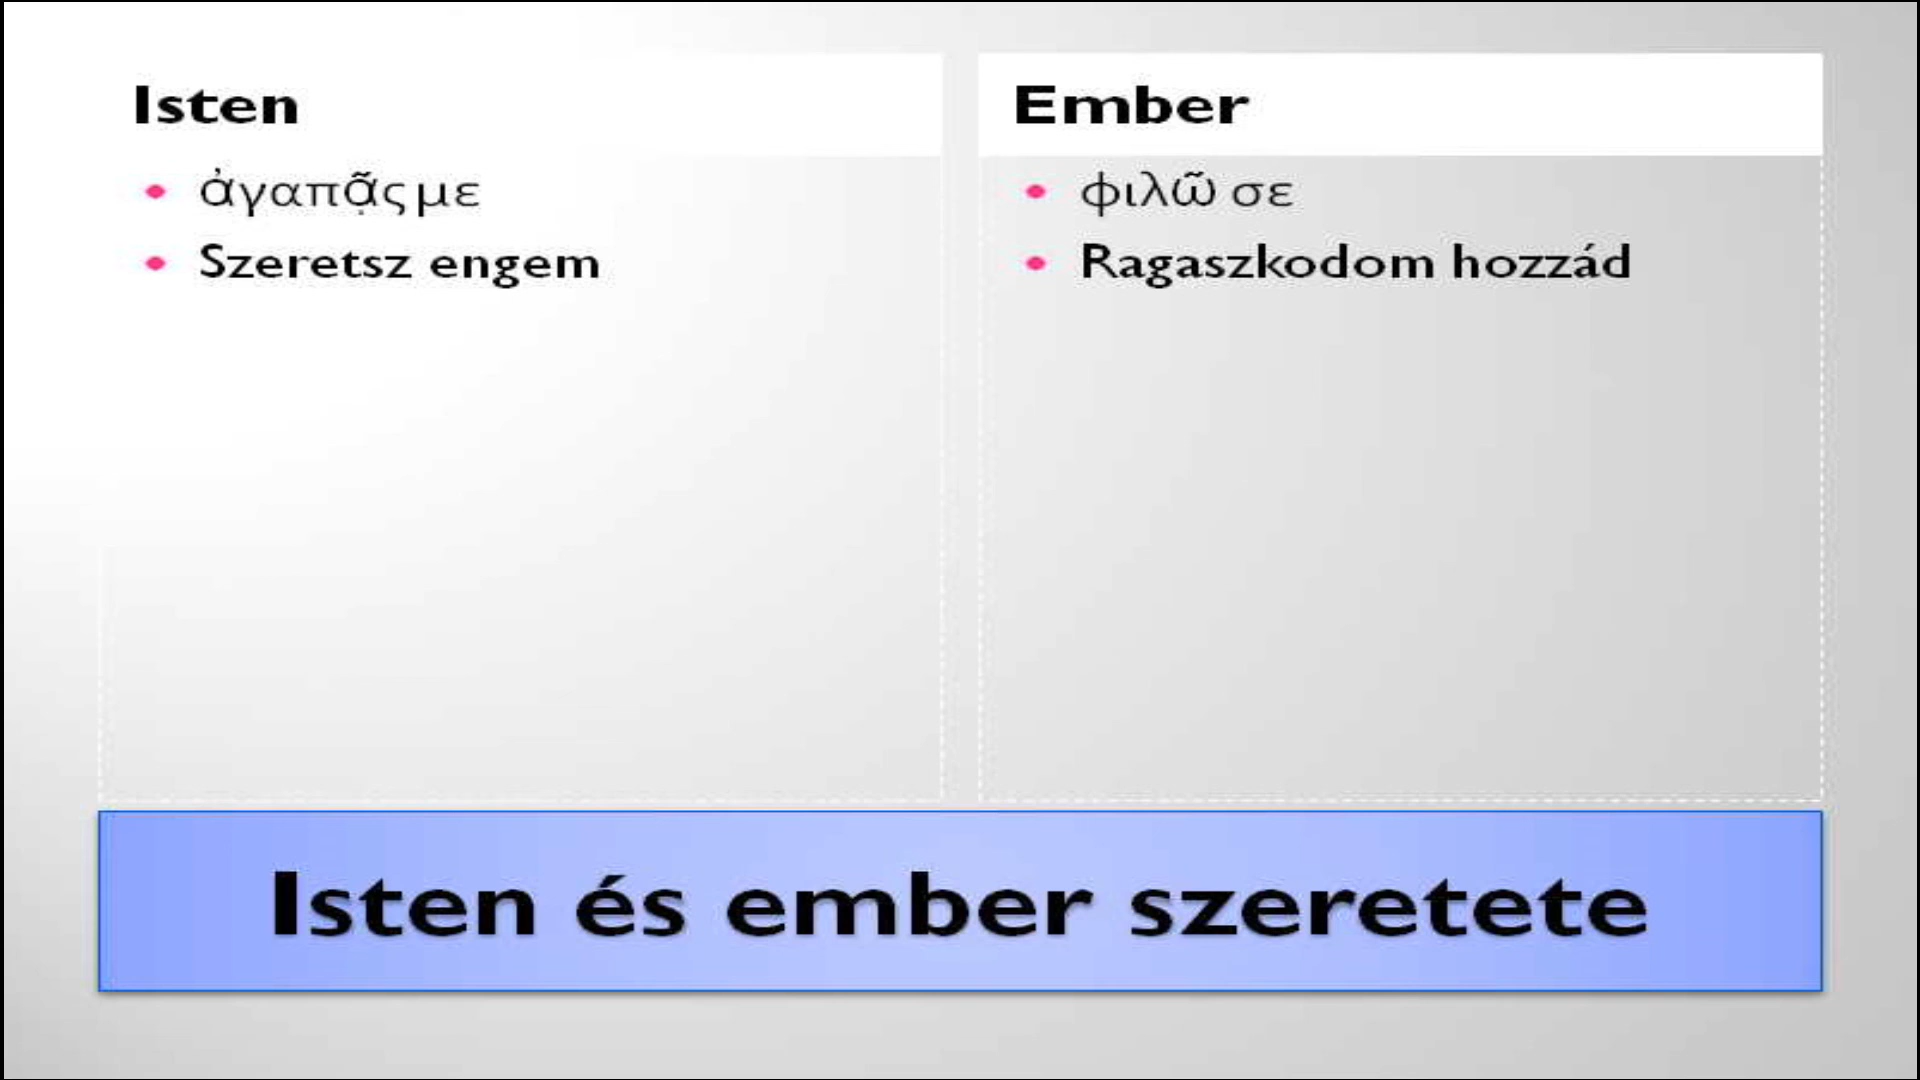 Isten
ἀγαπᾷς με
Szeretsz engem
Ember
φιλῶ σε
Ragaszkodom hozzád
Isten és ember szeretete